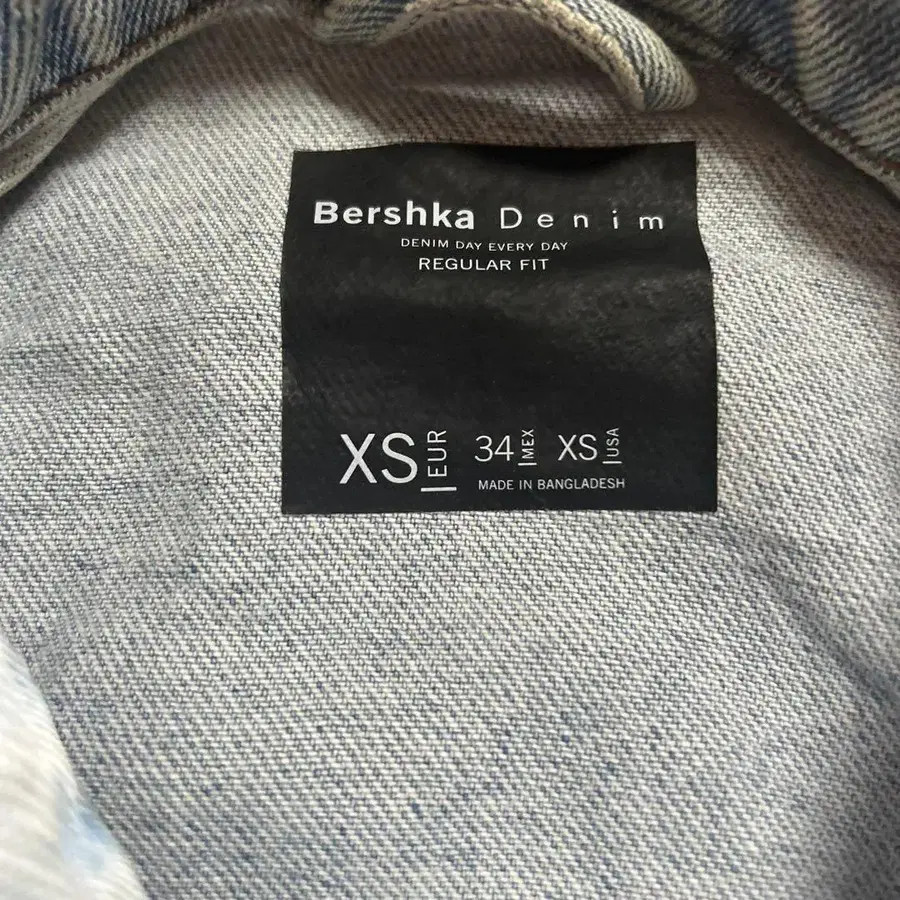 Bershka Denim
DENIM DAY EVERY DAY
REGULAR FIT
XS EUR 34 MEX XS USA
MADE IN BANGLADESH